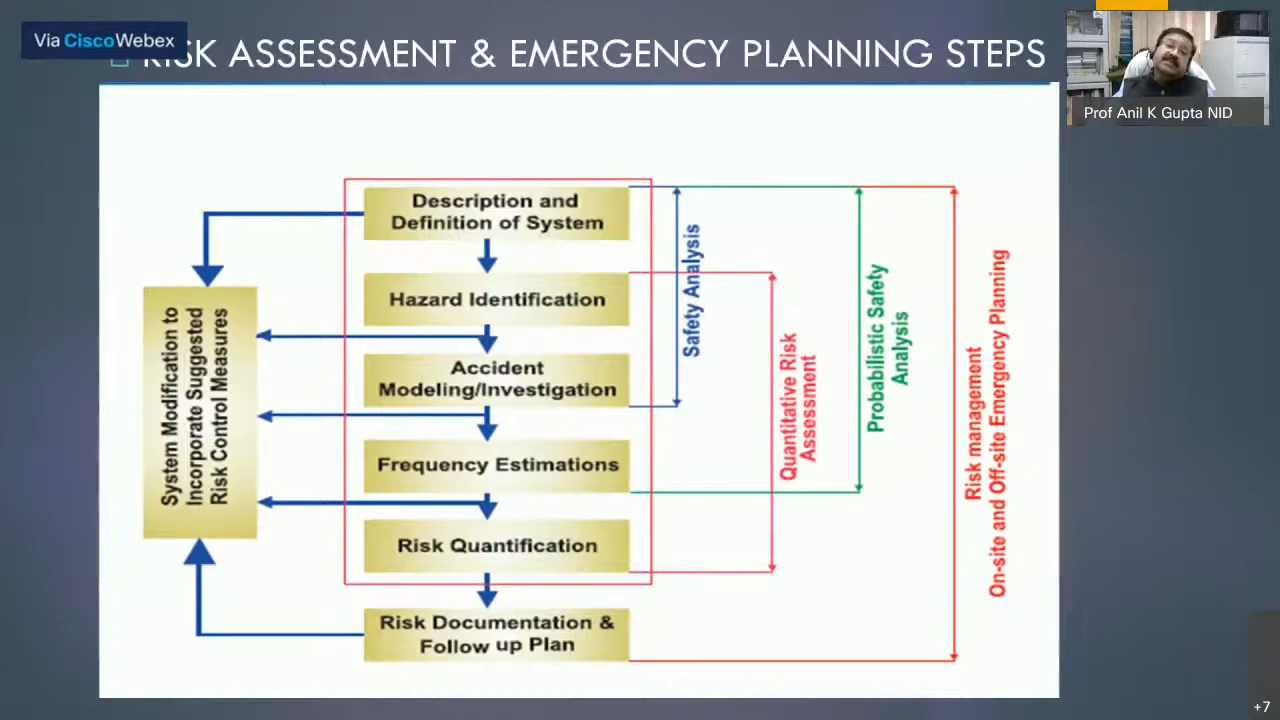 Via CiscoWebex
RISK ASSESSMENT & EMERGENCY PLANNING STEPS
Prof Anil K Gupta NID
Description and
Definition of System
Hazard Identification
Accident
Modeling/Investigation
Frequency Estimations
Risk Quantification
Risk Documentation &
Follow up Plan
System Modification to
Incorporate Suggested
Risk Control Measures
Safety Analysis
Quantitative Risk
Assessment
Probabilistic Safety
Analysis
Risk management
On-site and Off-site Emergency Planning
+7